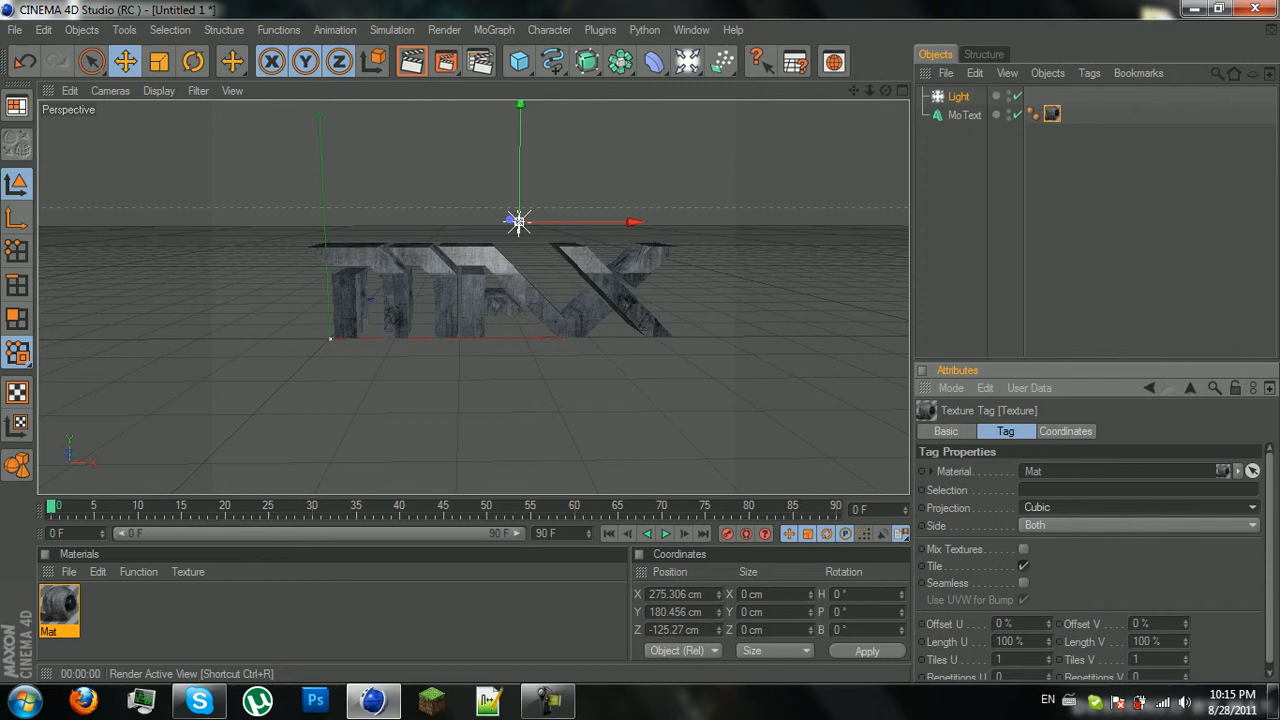 CINEMA 4D Studio (RC ) - [Untitled 1 *]
File Edit Objects Tools Selection Structure Functions Animation Simulation Render MoGraph Character Plugins Python Window Help
Objects Structure
File Edit View Objects Tags Bookmarks
Light
MoText
Edit Cameras Display Filter View
Perspective
MAX
Y
X
Attributes
Mode Edit User Data
Texture Tag [Texture]
Basic Tag Coordinates
Tag Properties
Material Mat
Selection
Projection Cubic
Side Both
Mix Textures
Tile
Seamless
Use UVW for Bump
Offset U 0 % Offset V 0 %
Length U 100 % Length V 100 %
Tiles U 1 Tiles V 1
Repetitions U 0 Repetitions V 0
0 5 10 15 20 25 30 35 40 45 50 55 60 65 70 75 80 85 90 0 F
0 F 0 F 90 F 90 F
Materials
File Edit Function Texture
Mat
Coordinates
Position Size Rotation
X 275.306 cm X 0 cm H 0 °
Y 180.456 cm Y 0 cm P 0 °
Z -125.27 cm Z 0 cm B 0 °
Object (Rel) Size Apply
MAXON
CINEMA 4D
00:00:00 Render Active View [Shortcut Ctrl+R]
Ps
EN
10:15 PM
8/28/2011